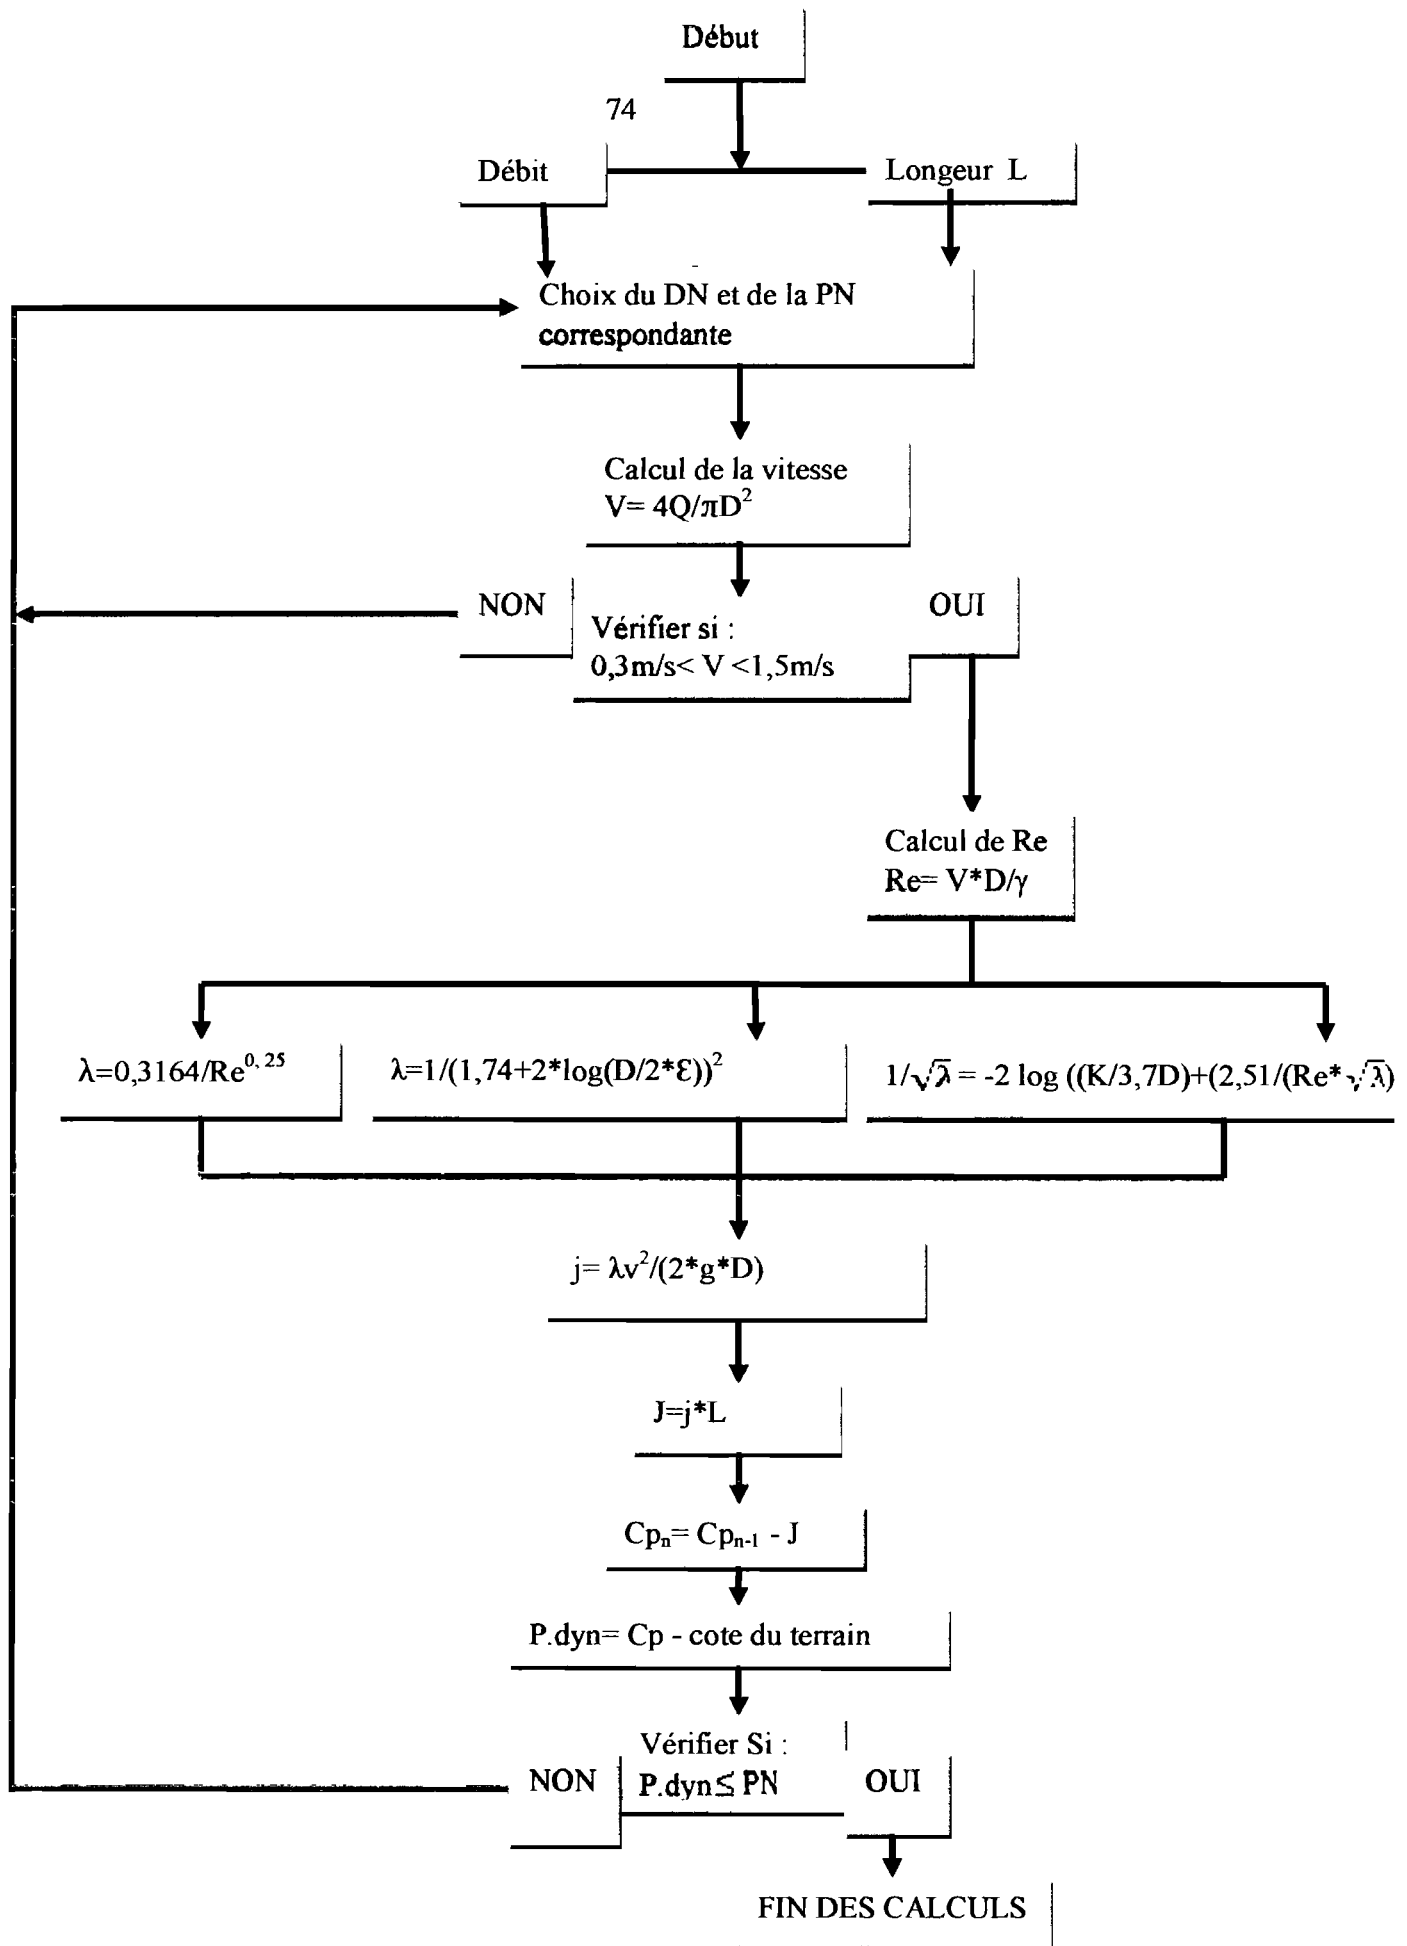 Début
74
Débit
Longeur L
Choix du DN et de la PN
correspondante
Calcul de la vitesse
V= 4Q/πD²
NON
OUI
Vérifier si :
0,3m/s< V <1,5m/s
Calcul de Re
Re= V*D/γ
λ=0,3164/Re^0,25
λ=1/(1,74+2*log(D/2*Ɛ))²
1/√λ = -2 log ((K/3,7D)+(2,51/(Re*√λ)
j= λv²/(2*g*D)
J=j*L
Cpₙ= Cpₙ₋₁ - J
P.dyn= Cp - cote du terrain
Vérifier Si :
NON
P.dyn≤ PN
OUI
FIN DES CALCULS